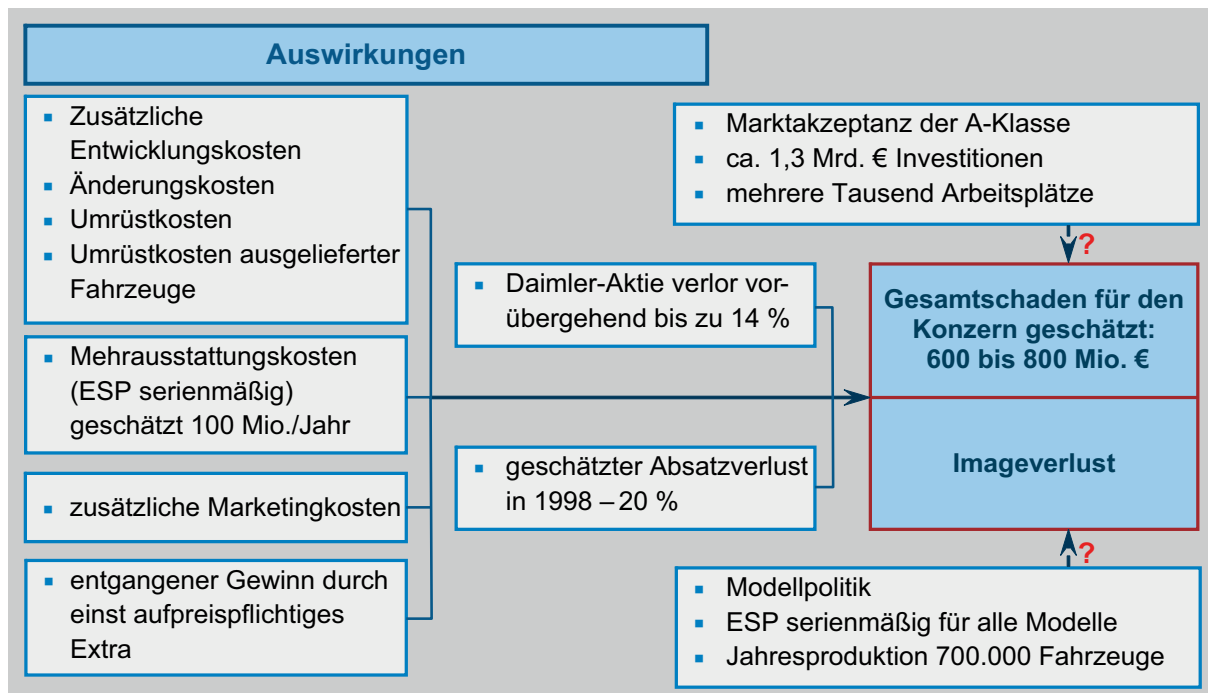 Auswirkungen
▪ Zusätzliche
Entwicklungskosten
▪ Änderungskosten
▪ Umrüstkosten
▪ Umrüstkosten ausgelieferter
Fahrzeuge
▪ Mehrausstattungskosten
(ESP serienmäßig)
geschätzt 100 Mio./Jahr
▪ zusätzliche Marketingkosten
▪ entgangener Gewinn durch
einst aufpreispflichtiges
Extra
▪ Daimler-Aktie verlor vor-
übergehend bis zu 14 %
▪ geschätzter Absatzverlust
in 1998 – 20 %
▪ Marktakzeptanz der A-Klasse
▪ ca. 1,3 Mrd. € Investitionen
▪ mehrere Tausend Arbeitsplätze
?
Gesamtschaden für den
Konzern geschätzt:
600 bis 800 Mio. €
Imageverlust
?
▪ Modellpolitik
▪ ESP serienmäßig für alle Modelle
▪ Jahresproduktion 700.000 Fahrzeuge